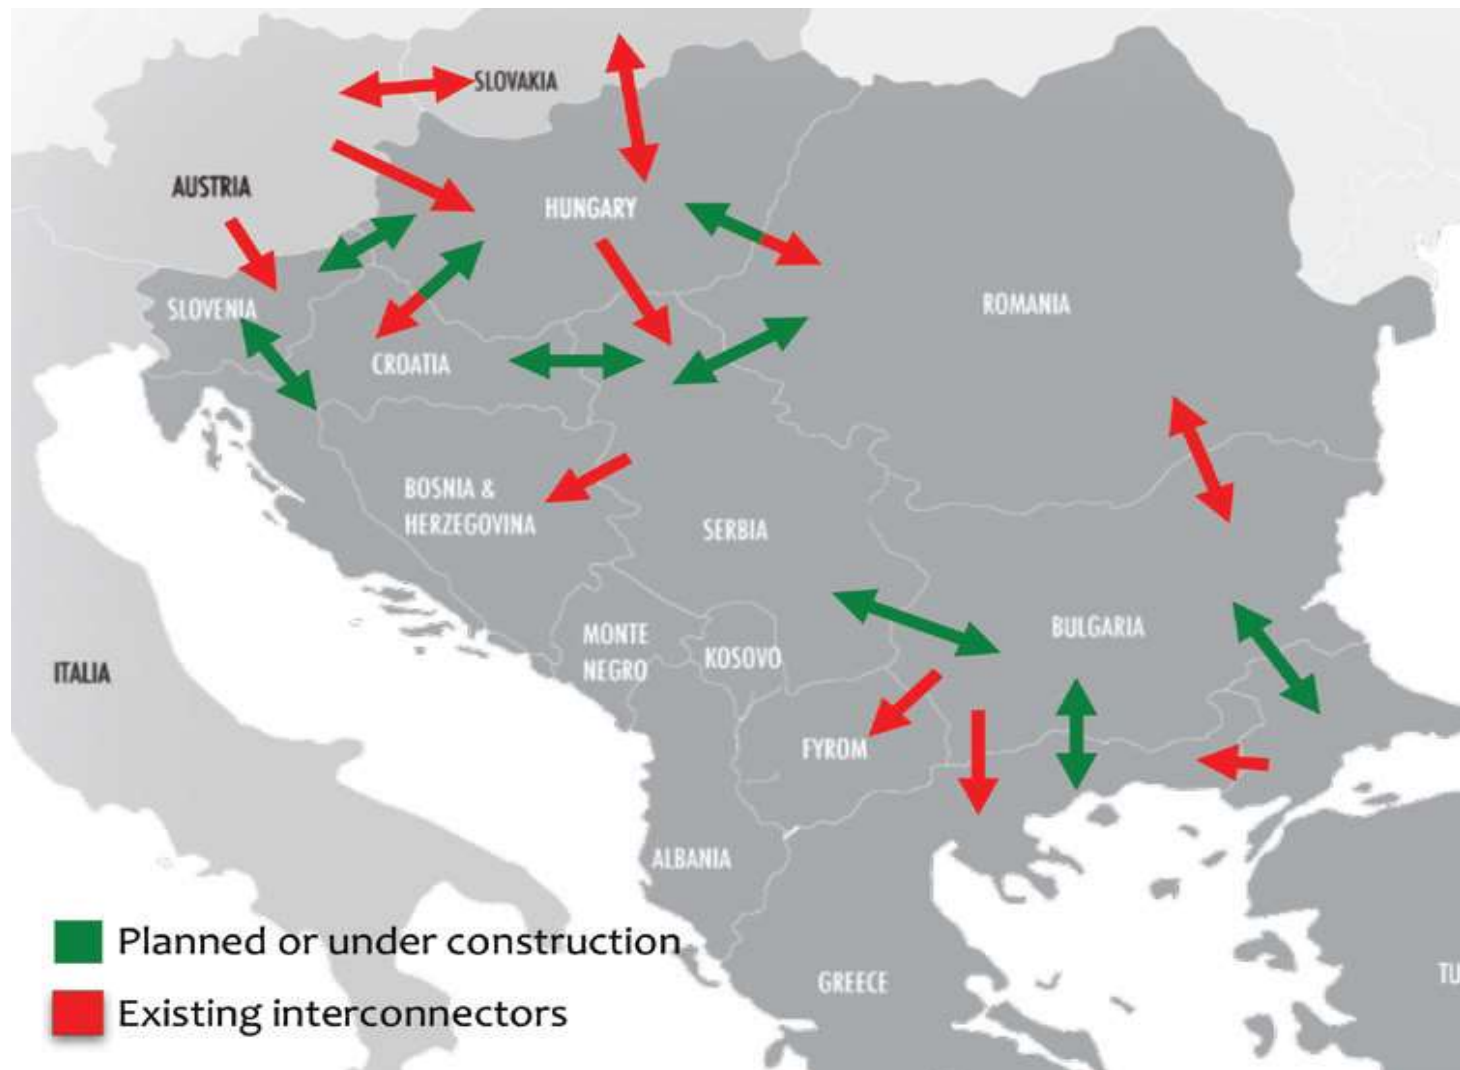 SLOVAKIA
AUSTRIA
HUNGARY
SLOVENIA
ROMANIA
CROATIA
BOSNIA &
HERZEGOVINA
SERBIA
BULGARIA
MONTE
NEGRO
KOSOVO
ITALIA
FYROM
ALBANIA
Planned or under construction
GREECE
TU
Existing interconnectors